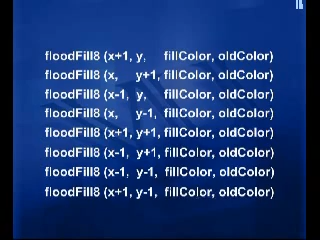 floodFill8 (x+1, y, fillColor, oldColor)
floodFill8 (x, y+1, fillColor, oldColor)
floodFill8 (x-1, y, fillColor, oldColor)
floodFill8 (x, y-1, fillColor, oldColor)
floodFill8 (x+1, y+1, fillColor, oldColor)
floodFill8 (x-1, y+1, fillColor, oldColor)
floodFill8 (x-1, y-1, fillColor, oldColor)
floodFill8 (x+1, y-1, fillColor, oldColor)